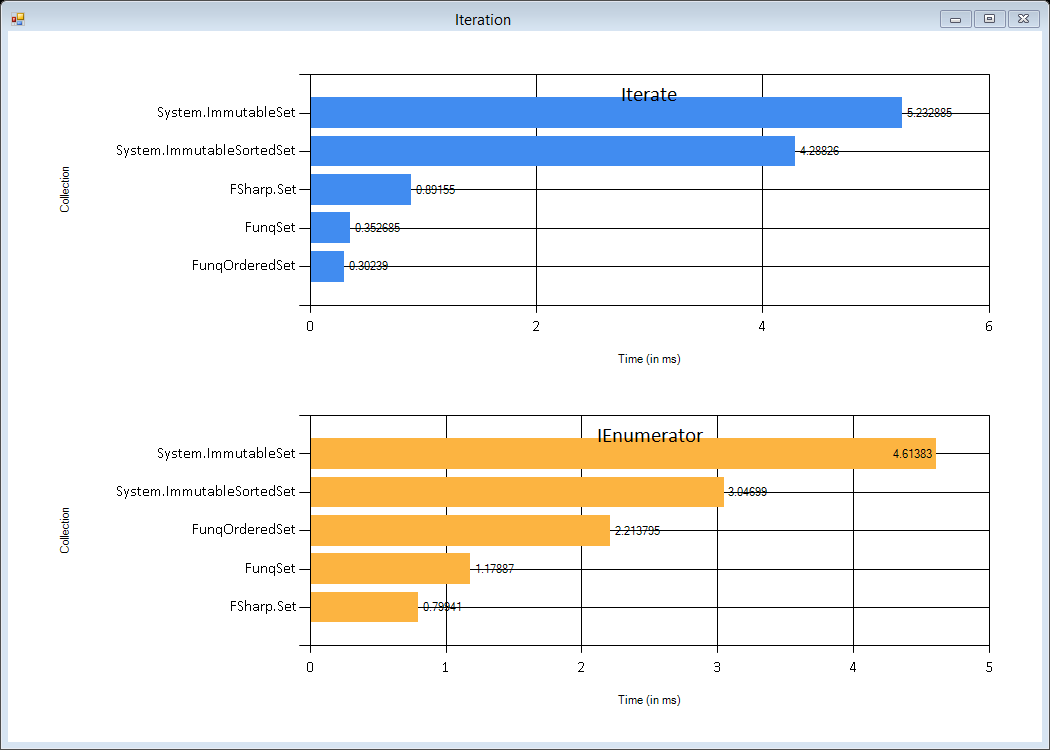 Iteration
Iterate
System.ImmutableSet
5.232885
System.ImmutableSortedSet
4.28826
FSharp.Set
0.89155
FunqSet
0.352685
FunqOrderedSet
0.30239
Collection
0 2 4 6
Time (in ms)
IEnumerator
System.ImmutableSet
4.61383
System.ImmutableSortedSet
3.04699
FunqOrderedSet
2.213795
FunqSet
1.17887
FSharp.Set
0.79941
Collection
0 1 2 3 4 5
Time (in ms)